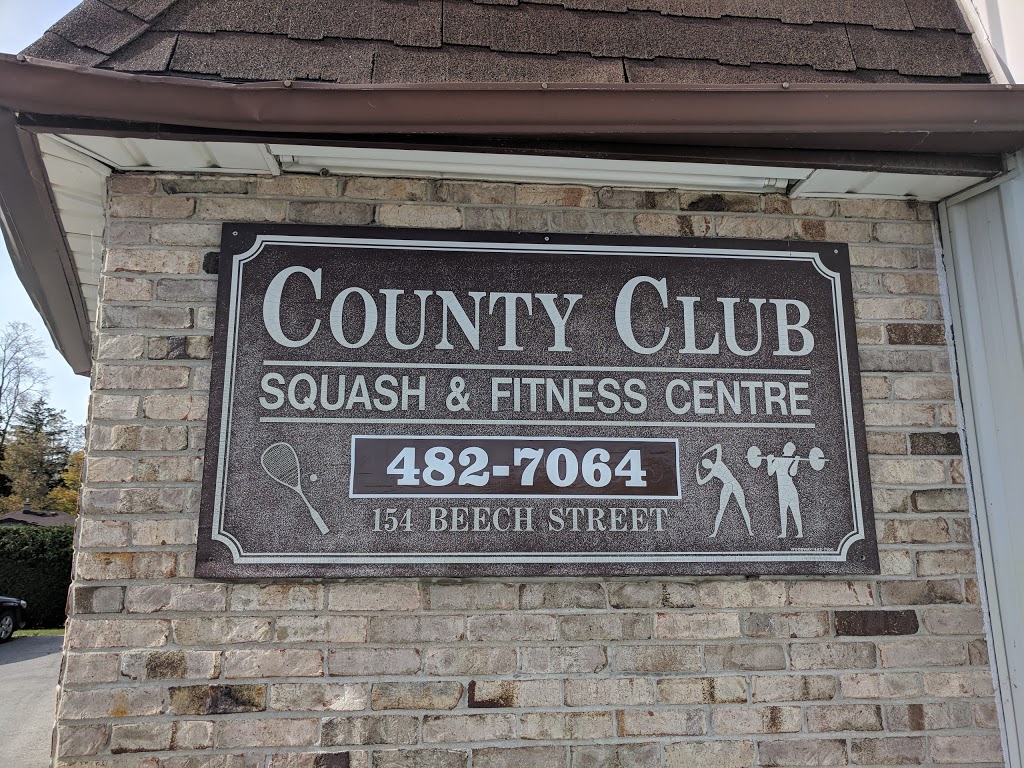 COUNTY CLUB
SQUASH & FITNESS CENTRE
482-7064
154 BEECH STREET